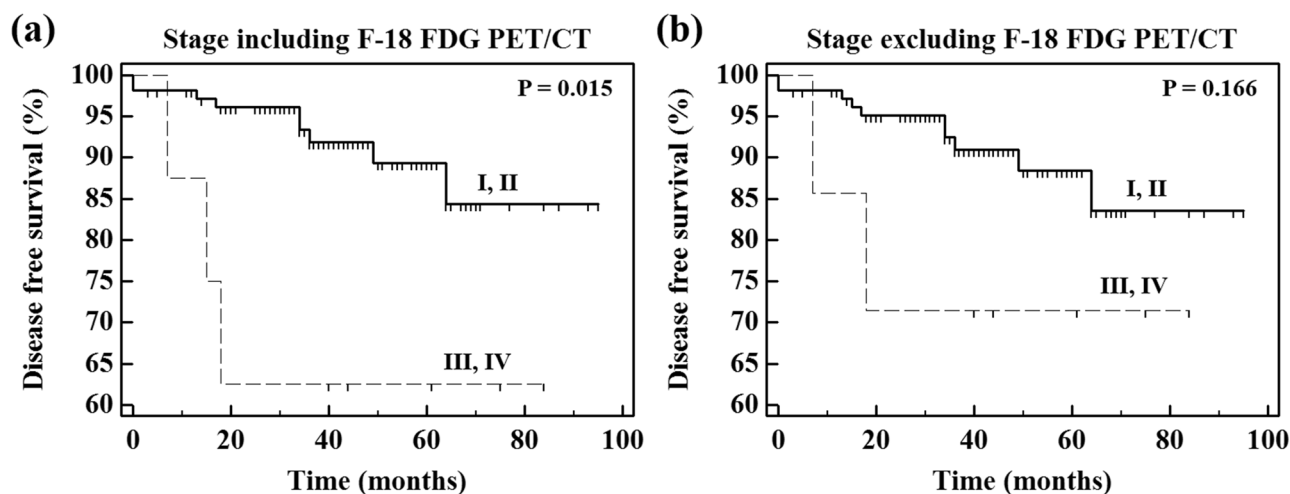 (a)
Stage including F-18 FDG PET/CT
P = 0.015
Disease free survival (%)
100
95
90
85
80
75
70
65
60
I, II
III, IV
0 20 40 60 80 100
Time (months)
(b)
Stage excluding F-18 FDG PET/CT
P = 0.166
Disease free survival (%)
100
95
90
85
80
75
70
65
60
I, II
III, IV
0 20 40 60 80 100
Time (months)